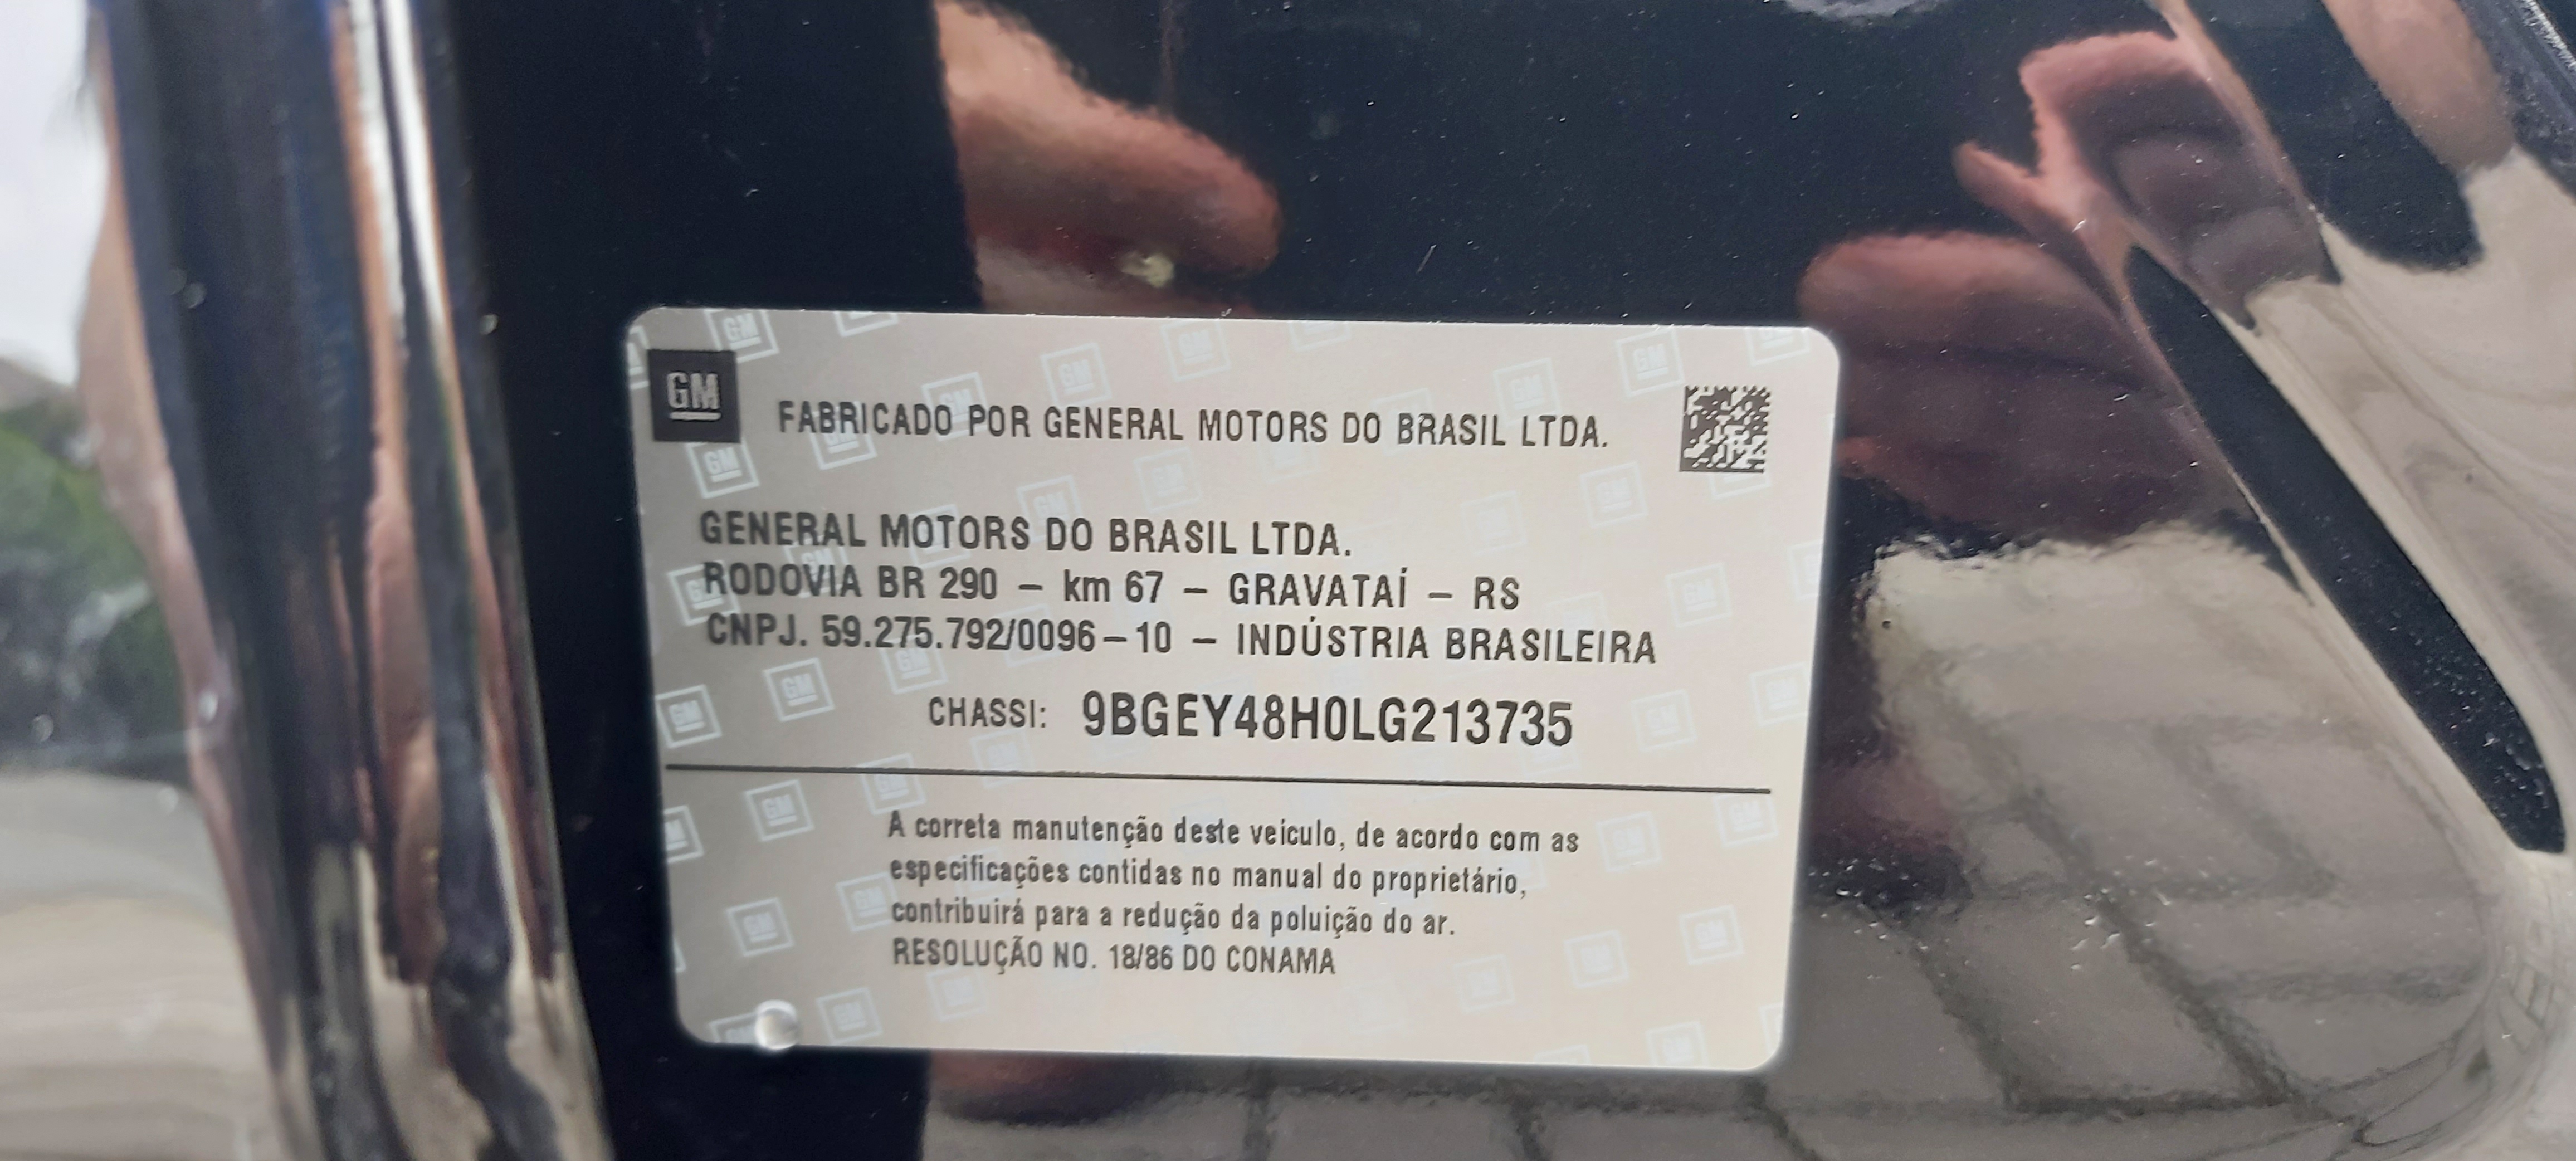 GM
FABRICADO POR GENERAL MOTORS DO BRASIL LTDA.
GENERAL MOTORS DO BRASIL LTDA.
RODOVIA BR 290 – km 67 – GRAVATAÍ – RS
CNPJ. 59.275.792/0096–10 – INDÚSTRIA BRASILEIRA
CHASSI: 9BGEY48H0LG213735
A correta manutenção deste veículo, de acordo com as
especificações contidas no manual do proprietário,
contribuirá para a redução da poluição do ar.
RESOLUÇÃO NO. 18/86 DO CONAMA